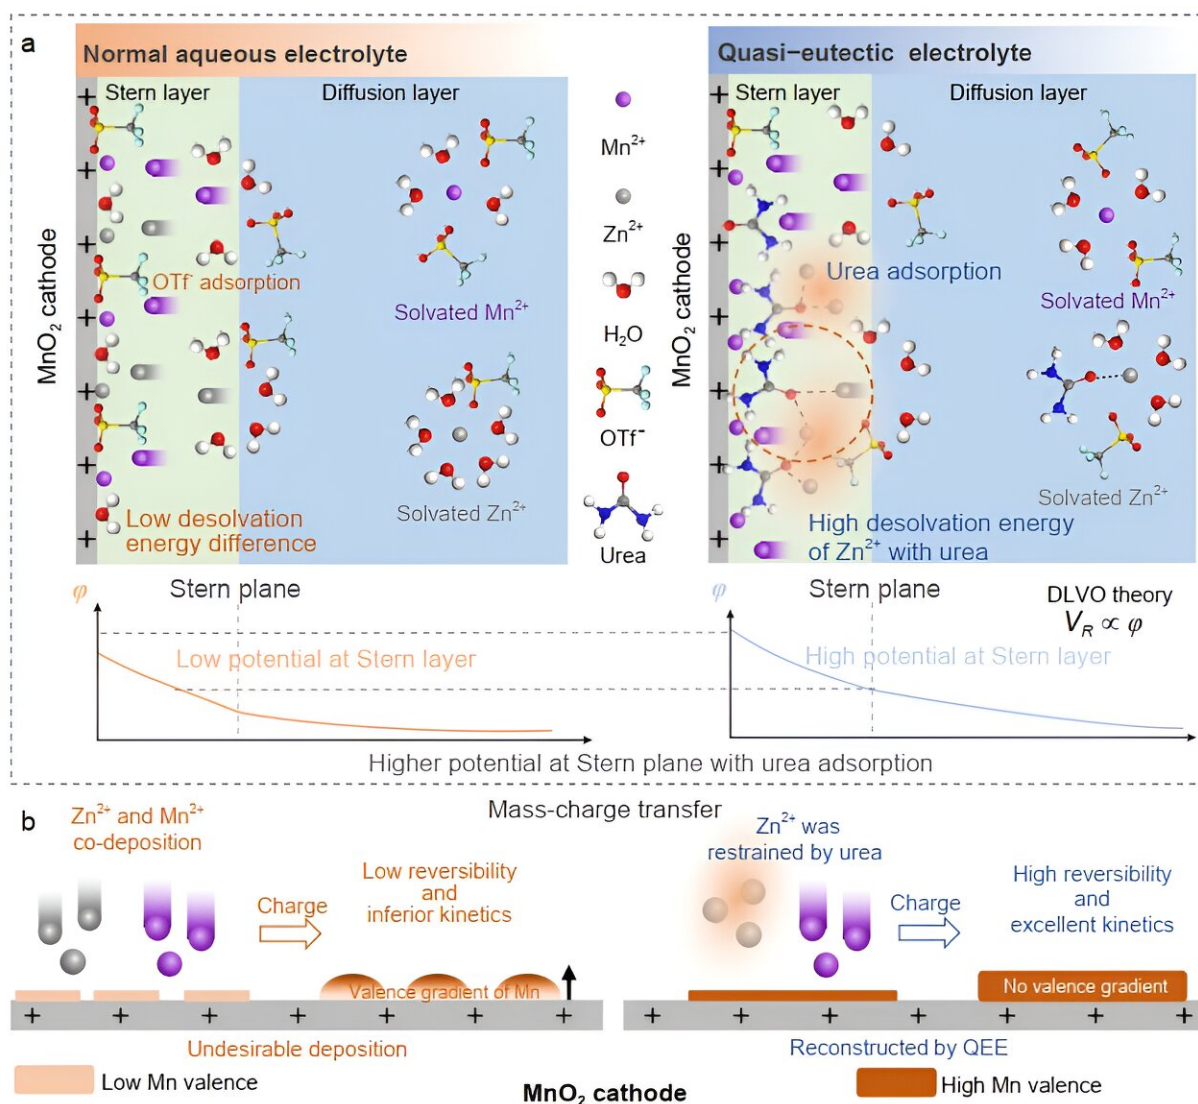 a
Normal aqueous electrolyte
Stern layer
Diffusion layer
MnO₂ cathode
+
+
+
+
+
+
+
OTf⁻ adsorption
Solvated Mn²⁺
Solvated Zn²⁺
Low desolvation
energy difference
Mn²⁺
Zn²⁺
H₂O
OTf⁻
Urea
Quasi−eutectic electrolyte
Stern layer
Diffusion layer
MnO₂ cathode
+
+
+
+
+
+
+
Urea adsorption
Solvated Mn²⁺
Solvated Zn²⁺
High desolvation energy
of Zn²⁺ with urea
φ
Stern plane
Low potential at Stern layer
φ
Stern plane
DLVO theory
V_R ∝ φ
High potential at Stern layer
Higher potential at Stern plane with urea adsorption
b
Mass-charge transfer
Zn²⁺ and Mn²⁺
co-deposition
Charge
Low reversibility
and
inferior kinetics
Valence gradient of Mn
+ + + + + + +
Undesirable deposition
Low Mn valence
Zn²⁺ was
restrained by urea
Charge
High reversibility
and
excellent kinetics
No valence gradient
+ + + + + + +
Reconstructed by QEE
High Mn valence
MnO₂ cathode